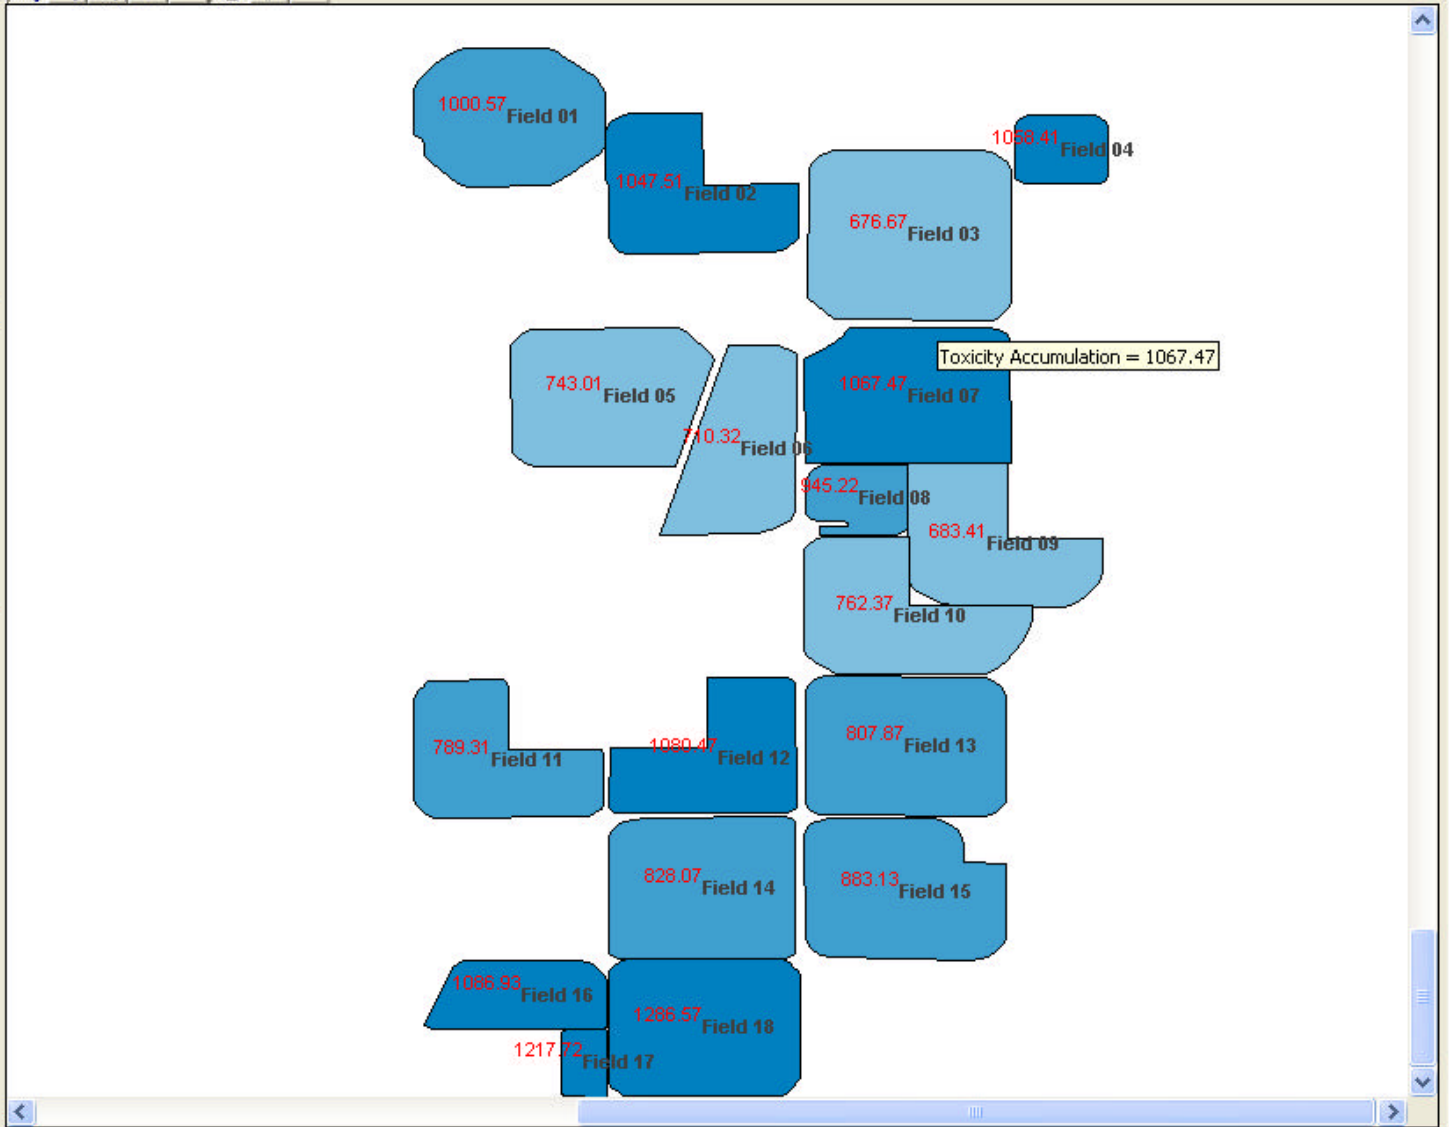 1000.57 Field 01
1047.51 Field 02
676.67 Field 03
1058.41 Field 04
743.01 Field 05
710.32 Field 06
Toxicity Accumulation = 1067.47
1067.47 Field 07
945.22 Field 08
683.41 Field 09
762.37 Field 10
789.31 Field 11
1080.47 Field 12
807.87 Field 13
828.07 Field 14
883.13 Field 15
1086.93 Field 16
1266.57 Field 18
1217.72 Field 17